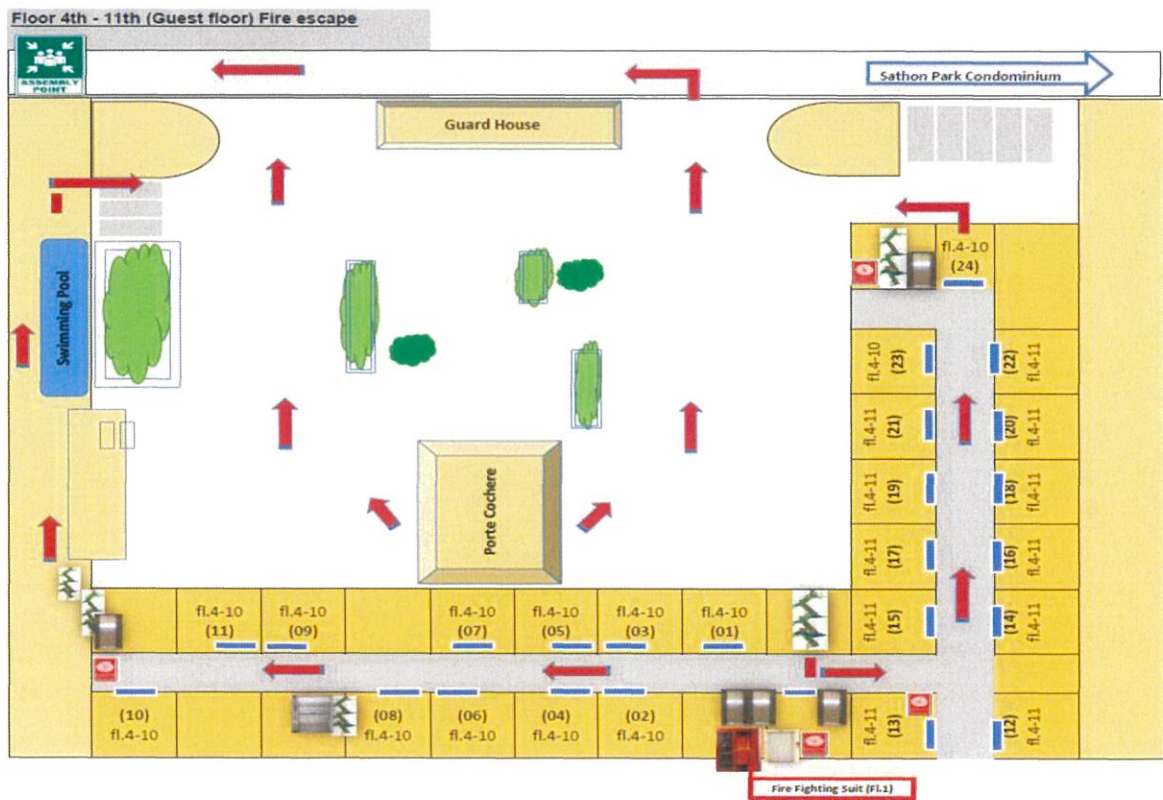 Floor 4th - 11th (Guest floor) Fire escape
ASSEMBLY
POINT
Sathon Park Condominium
Guard House
Swimming Pool
Porte Cochere
fl.4-10
(24)
fl.4-10
(23)
(22)
fl.4-11
fl.4-11
(21)
(20)
fl.4-11
fl.4-11
(19)
(18)
fl.4-11
fl.4-11
(17)
(16)
fl.4-11
fl.4-11
(15)
(14)
fl.4-11
fl.4-10
(11)
fl.4-10
(09)
fl.4-10
(07)
fl.4-10
(05)
fl.4-10
(03)
fl.4-10
(01)
(10)
fl.4-10
(08)
fl.4-10
(06)
fl.4-10
(04)
fl.4-10
(02)
fl.4-10
fl.4-11
(13)
(12)
fl.4-11
Fire Fighting Suit (Fl.1)